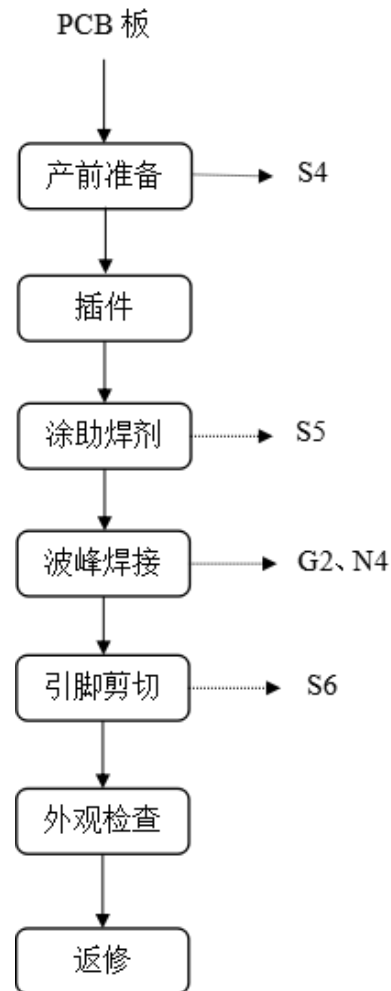 PCB 板
产前准备
S4
插件
涂助焊剂
S5
波峰焊接
G2、N4
引脚剪切
S6
外观检查
返修